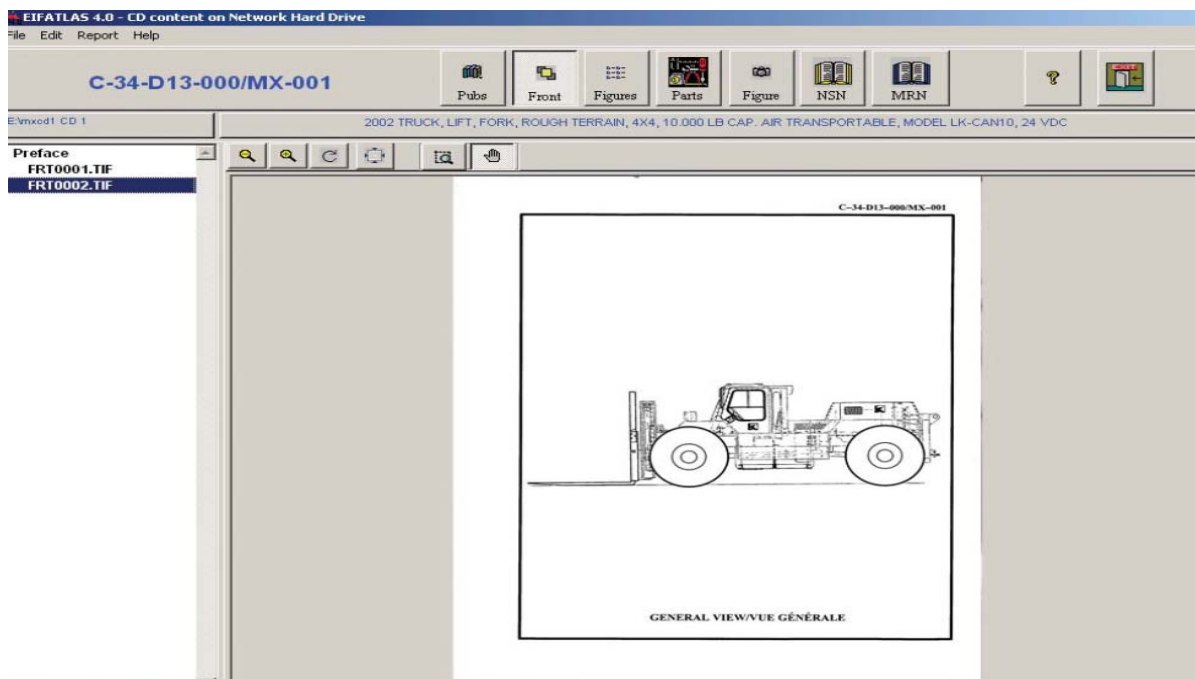 EIFATLAS 4.0 - CD content on Network Hard Drive
File Edit Report Help
C-34-D13-000/MX-001
Pubs Front Figures Parts Figure NSN MRN
E:\mxcd1 CD 1
2002 TRUCK, LIFT, FORK, ROUGH TERRAIN, 4X4, 10.000 LB CAP. AIR TRANSPORTABLE, MODEL LK-CAN10, 24 VDC
Preface
FRT0001.TIF
FRT0002.TIF
C-34-D13-000/MX-001
GENERAL VIEW/VUE GÉNÉRALE